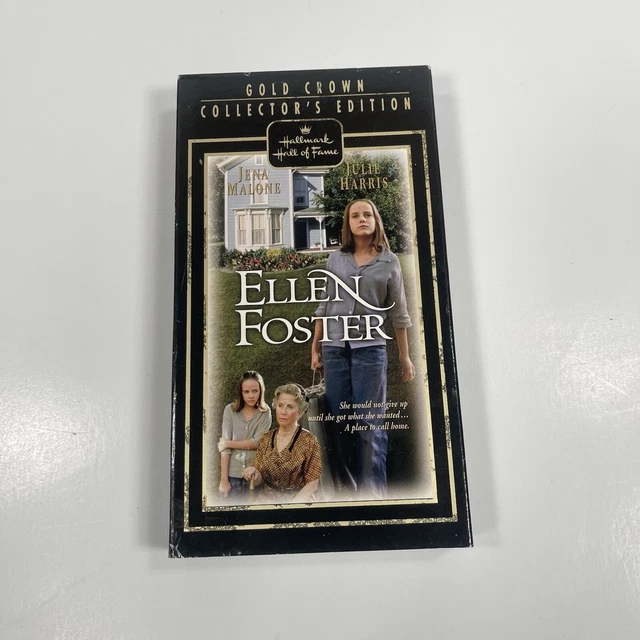 GOLD CROWN
COLLECTOR'S EDITION
Hallmark
Hall of Fame
JENA
MALONE
JULIE
HARRIS
ELLEN
FOSTER
She would not give up
until she got what she wanted...
A place to call home.